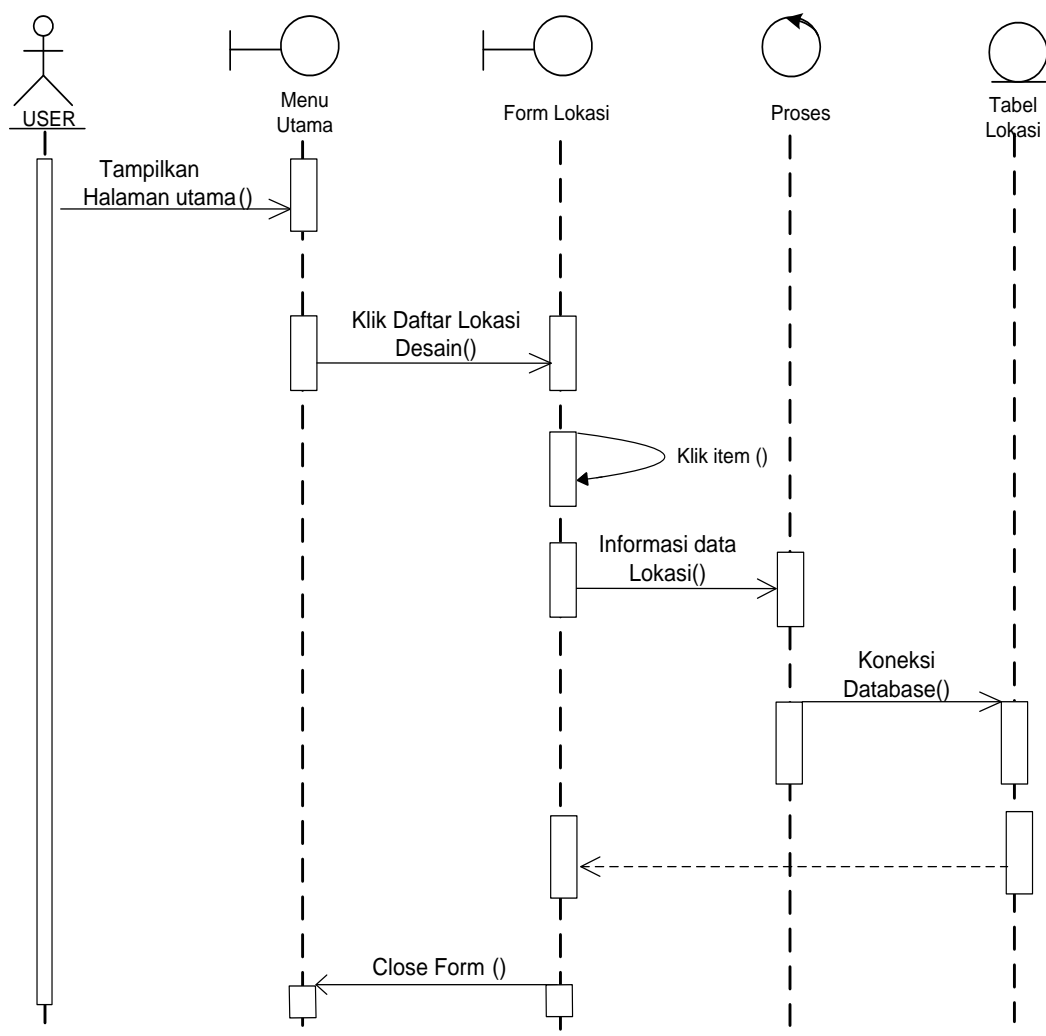 USER
Menu
Utama
Form Lokasi
Proses
Tabel
Lokasi
Tampilkan
Halaman utama()
Klik Daftar Lokasi
Desain()
Klik item ()
Informasi data
Lokasi()
Koneksi
Database()
Close Form ()